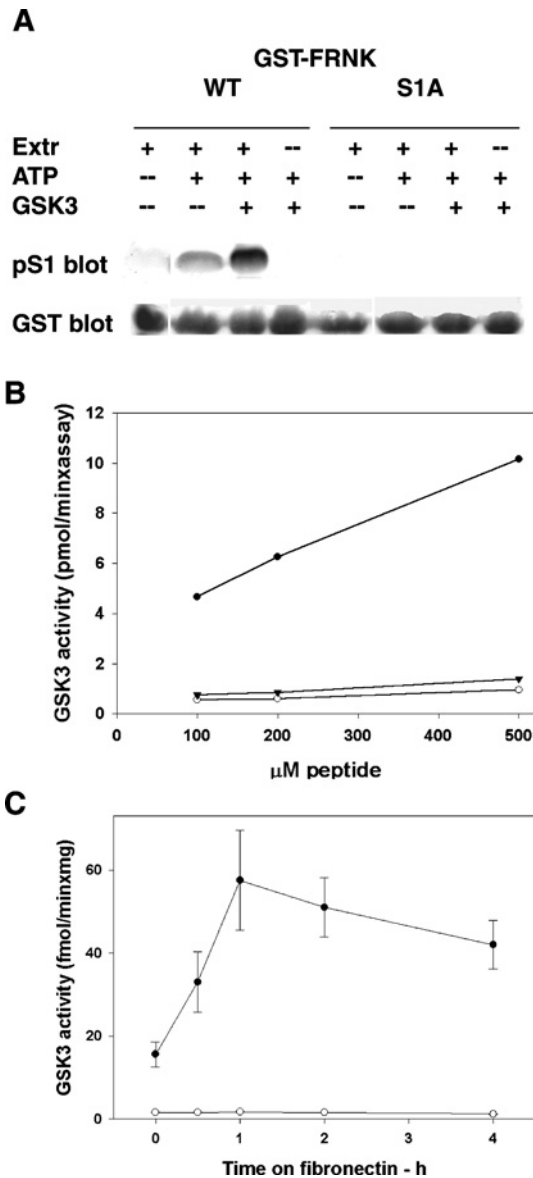 A
GST-FRNK
WT S1A
Extr + + + -- + + + --
ATP -- + + + -- + + +
GSK3 -- -- + + -- -- + +
pS1 blot
GST blot
B
GSK3 activity (pmol/minxassay)
12
10
8
6
4
2
0
0 100 200 300 400 500
µM peptide
C
GSK3 activity (fmol/minxmg)
60
40
20
0
0 1 2 3 4
Time on fibronectin - h